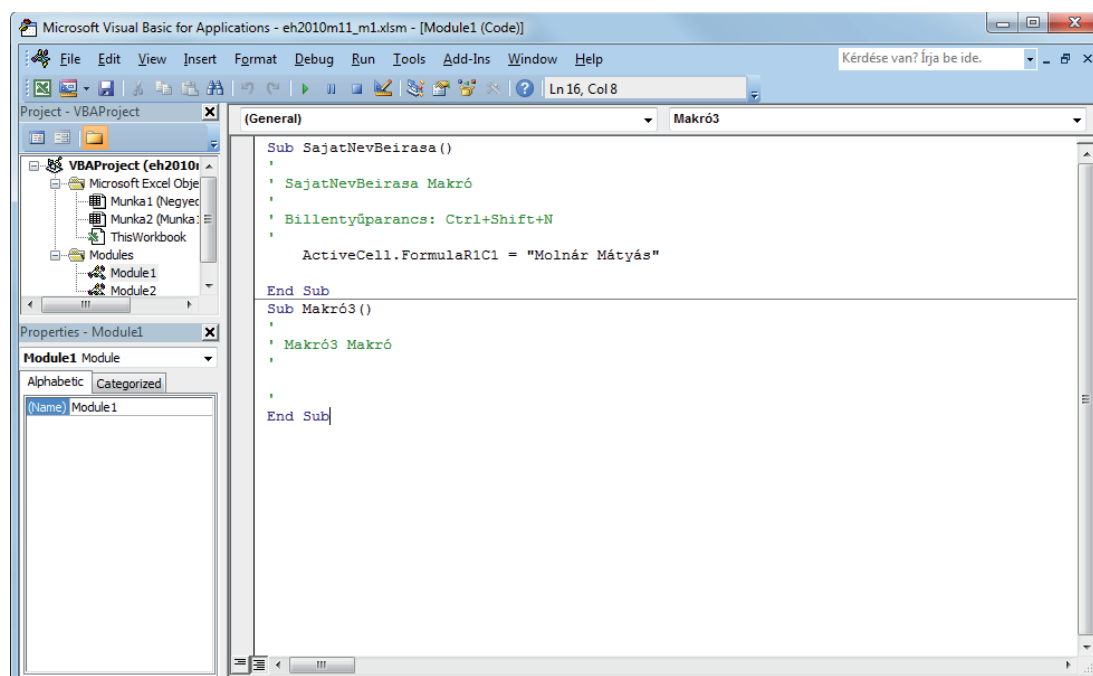 Microsoft Visual Basic for Applications - eh2010m11_m1.xlsm - [Module1 (Code)]
File Edit View Insert Format Debug Run Tools Add-Ins Window Help
Kérdése van? Írja be ide.
Ln 16, Col 8
Project - VBAProject
VBAProject (eh2010
Microsoft Excel Obje
Munka1 (Negyed
Munka2 (Munka1
ThisWorkbook
Modules
Module1
Module2
Properties - Module1
Module1 Module
Alphabetic Categorized
(Name) Module1
(General) Makró3
Sub SajatNevBeirasa()
'
' SajatNevBeirasa Makró
'
' Billentyűparancs: Ctrl+Shift+N
'
ActiveCell.FormulaR1C1 = "Molnár Mátyás"
End Sub
Sub Makró3()
'
' Makró3 Makró
'
'
End Sub